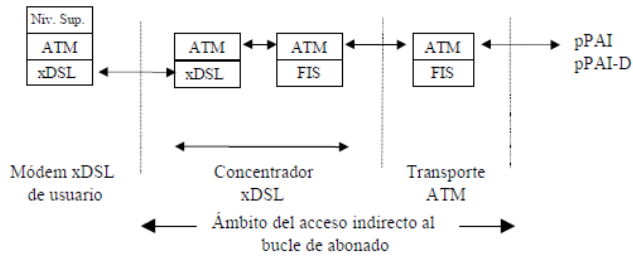 Niv. Sup.
ATM
xDSL
ATM
xDSL
ATM
FIS
ATM
FIS
pPAI
pPAI-D
Módem xDSL
de usuario
Concentrador
xDSL
Transporte
ATM
Ámbito del acceso indirecto al
bucle de abonado